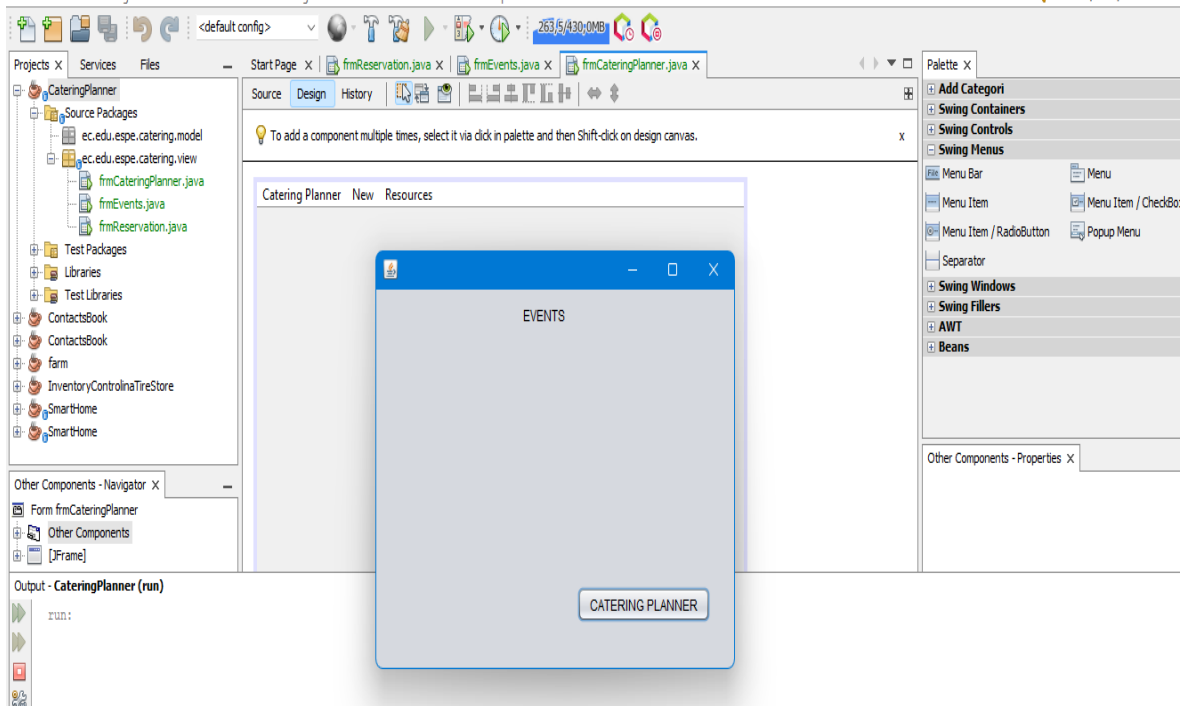 <default config>
263,5/430,0MB
Projects X Services Files
Start Page X frmReservation.java X frmEvents.java X frmCateringPlanner.java X
Palette X
CateringPlanner
Source Packages
ec.edu.espe.catering.model
ec.edu.espe.catering.view
frmCateringPlanner.java
frmEvents.java
frmReservation.java
Test Packages
Libraries
Test Libraries
ContactsBook
ContactsBook
farm
InventoryControlinaTireStore
SmartHome
SmartHome
Source Design History
To add a component multiple times, select it via click in palette and then Shift-click on design canvas. x
Catering Planner New Resources
EVENTS
CATERING PLANNER
Add Categori
Swing Containers
Swing Controls
Swing Menus
Menu Bar Menu
Menu Item Menu Item / CheckBo
Menu Item / RadioButton Popup Menu
Separator
Swing Windows
Swing Fillers
AWT
Beans
Other Components - Properties X
Other Components - Navigator X
Form frmCateringPlanner
Other Components
[JFrame]
Output - CateringPlanner (run)
run: